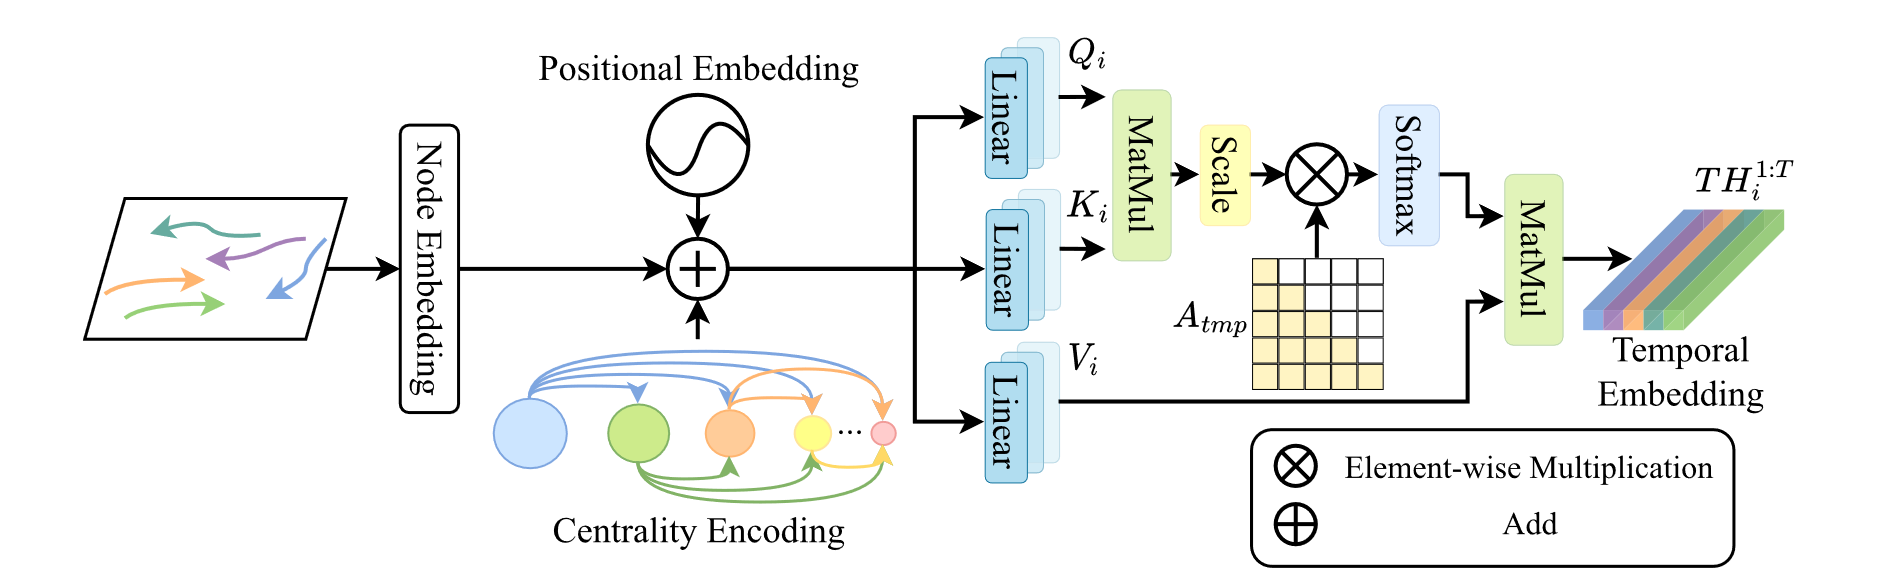 Positional Embedding
Node Embedding
Centrality Encoding
Linear
Linear
Linear
Q_i
K_i
V_i
MatMul
Scale
A_{tmp}
Softmax
MatMul
TH_i^{1:T}
Temporal
Embedding
Element-wise Multiplication
Add
...